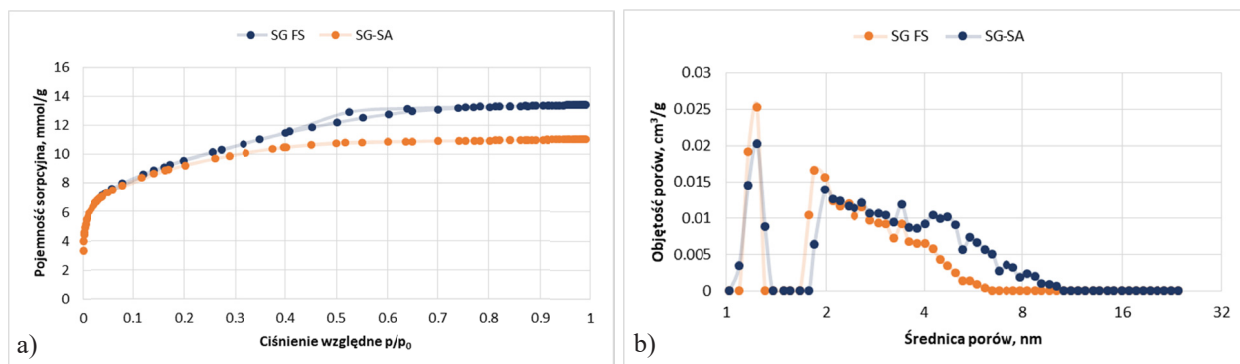 SG FS SG-SA
Pojemność sorpcyjna, mmol/g
16
14
12
10
8
6
4
2
0
0 0.1 0.2 0.3 0.4 0.5 0.6 0.7 0.8 0.9 1
Ciśnienie względne p/p₀
a)
SG FS SG-SA
Objętość porów, cm³/g
0.03
0.025
0.02
0.015
0.01
0.005
0
1 2 4 8 16 32
Średnica porów, nm
b)